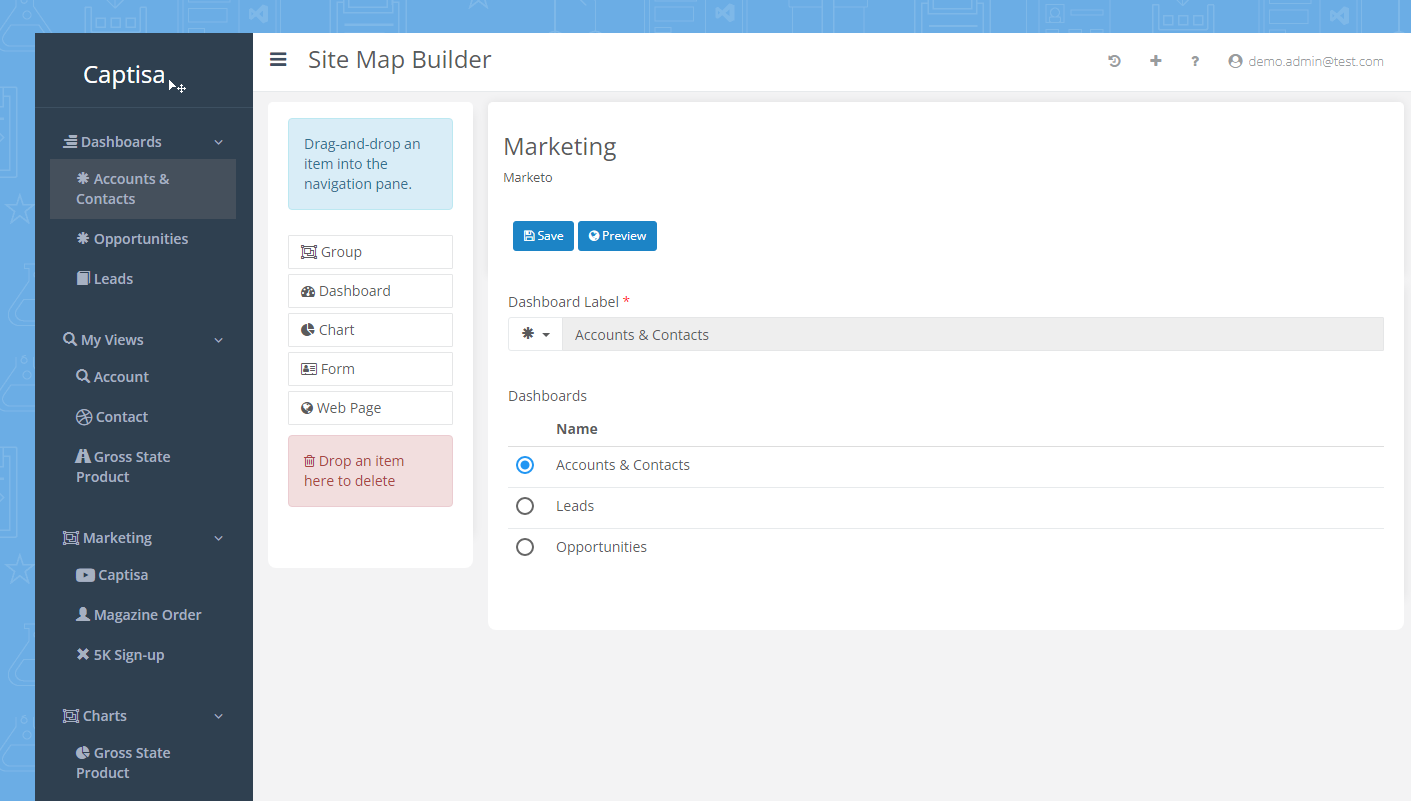 Captisa
Dashboards
Accounts &
Contacts
Opportunities
Leads
My Views
Account
Contact
Gross State
Product
Marketing
Captisa
Magazine Order
5K Sign-up
Charts
Gross State
Product
Site Map Builder
? demo.admin@test.com
Drag-and-drop an
item into the
navigation pane.
Group
Dashboard
Chart
Form
Web Page
Drop an item
here to delete
Marketing
Marketo
Save Preview
Dashboard Label *
Accounts & Contacts
Dashboards
Name
Accounts & Contacts
Leads
Opportunities